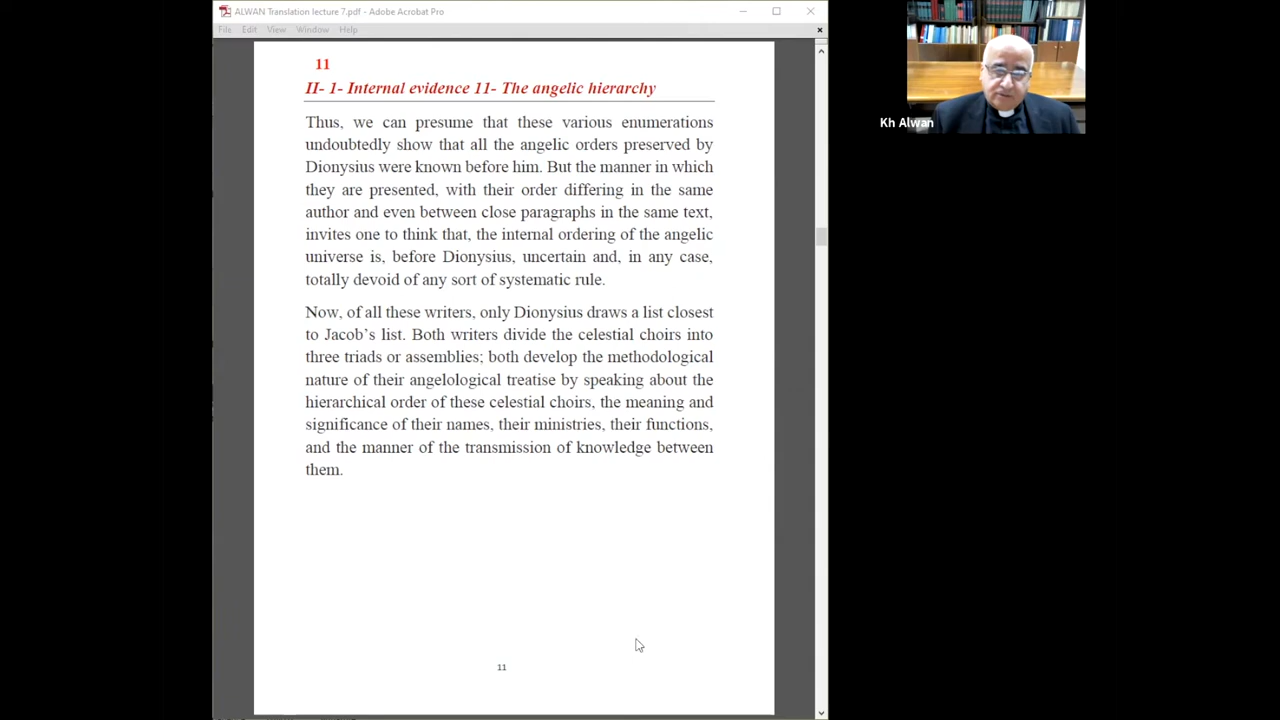 ALWAN Translation lecture 7.pdf - Adobe Acrobat Pro
File Edit View Window Help
11
II- 1- Internal evidence 11- The angelic hierarchy
Thus, we can presume that these various enumerations
undoubtedly show that all the angelic orders preserved by
Dionysius were known before him. But the manner in which
they are presented, with their order differing in the same
author and even between close paragraphs in the same text,
invites one to think that, the internal ordering of the angelic
universe is, before Dionysius, uncertain and, in any case,
totally devoid of any sort of systematic rule.
Now, of all these writers, only Dionysius draws a list closest
to Jacob’s list. Both writers divide the celestial choirs into
three triads or assemblies; both develop the methodological
nature of their angelological treatise by speaking about the
hierarchical order of these celestial choirs, the meaning and
significance of their names, their ministries, their functions,
and the manner of the transmission of knowledge between
them.
11
Kh Alwan